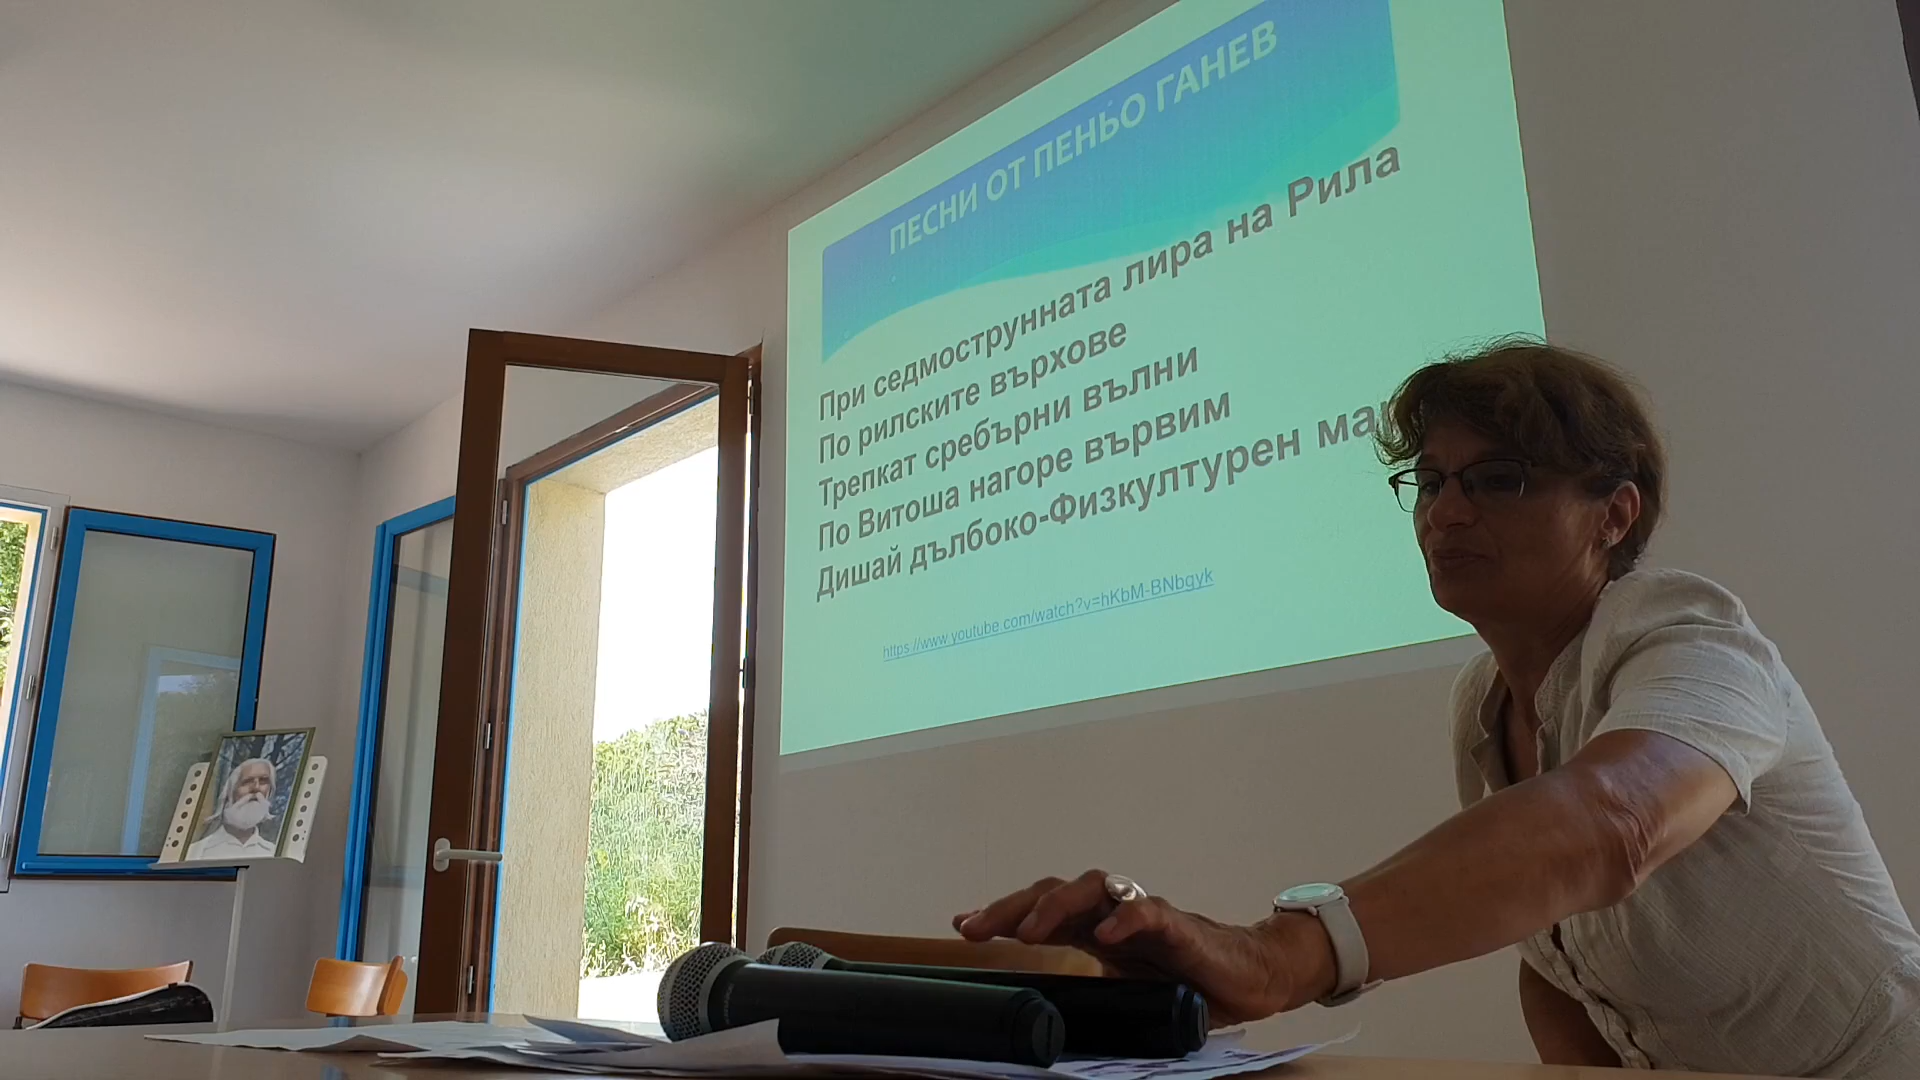 ПЕСНИ ОТ ПЕНЬО ГАНЕВ
При седмострунната лира на Рила
По рилските върхове
Трепкат сребърни вълни
По Витоша нагоре вървим
Дишай дълбоко-Физкултурен
https://www.youtube.com/watch?v=hKbM-BNbgyk